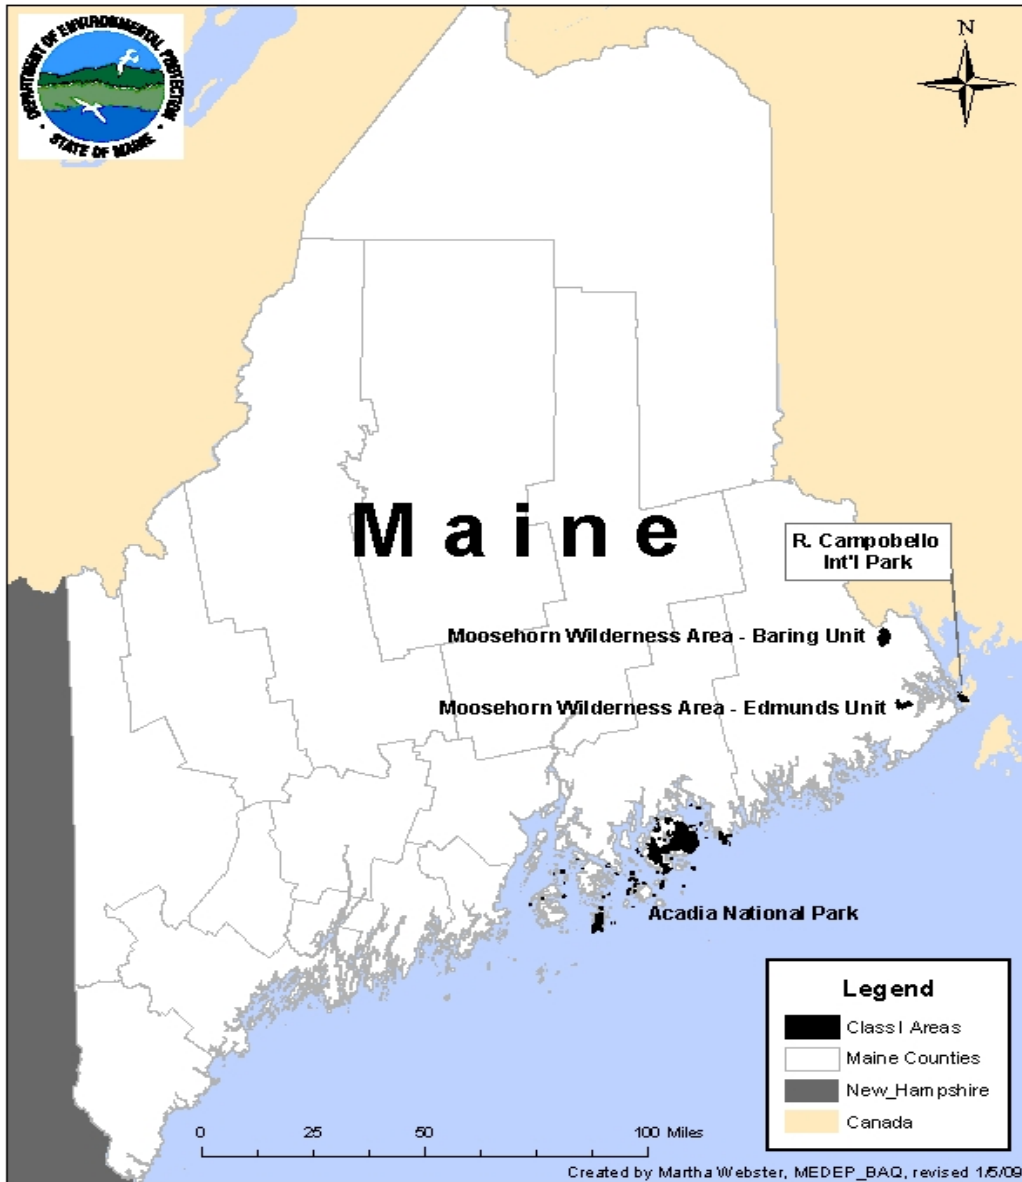 DEPARTMENT OF ENVIRONMENTAL PROTECTION
• STATE OF MAINE •
N
Maine
R. Campobello
Int'l Park
Moosehorn Wilderness Area - Baring Unit
Moosehorn Wilderness Area - Edmunds Unit
Acadia National Park
Legend
Class I Areas
Maine Counties
New_Hampshire
Canada
0 25 50 100 Miles
Created by Martha Webster, MEDEP_BAQ, revised 1/5/09